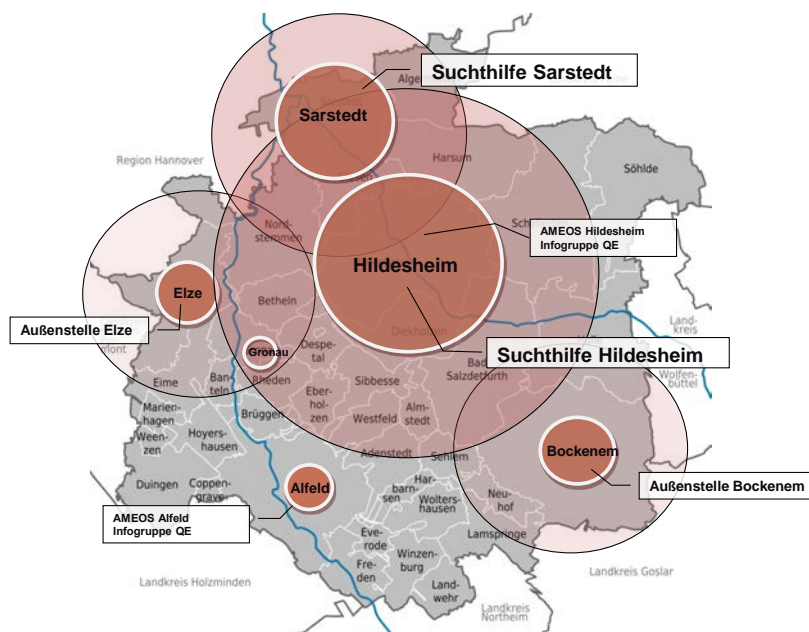 Suchthilfe Sarstedt
Sarstedt
Region Hannover
Harsum
Söhlde
Nord-
stemmen
AMEOS Hildesheim
Infogruppe QE
Hildesheim
Elze
Betheln
Außenstelle Elze
Diekholzen
Land-
kreis
Wolfen-
büttel
Gronau
Despe-
tal
Suchthilfe Hildesheim
Bad
Salzdetfurth
Eime
Ban-
teln
Rheden
Sibbesse
Eber-
holzen
Marien-
hagen
Brüggen
Westfeld
Alm-
stedt
Ween-
zen
Hoyers-
hausen
Adenstedt
Sehlem
Bockenem
Duingen
Coppen-
grave
Alfeld
Har-
barn-
sen
Wolters-
hausen
Neu-
hof
Außenstelle Bockenem
AMEOS Alfeld
Infogruppe QE
Lamspringe
Eve-
rode
Winzen-
burg
Fre-
den
Land-
wehr
Landkreis Holzminden
Landkreis Goslar
Landkreis
Northeim